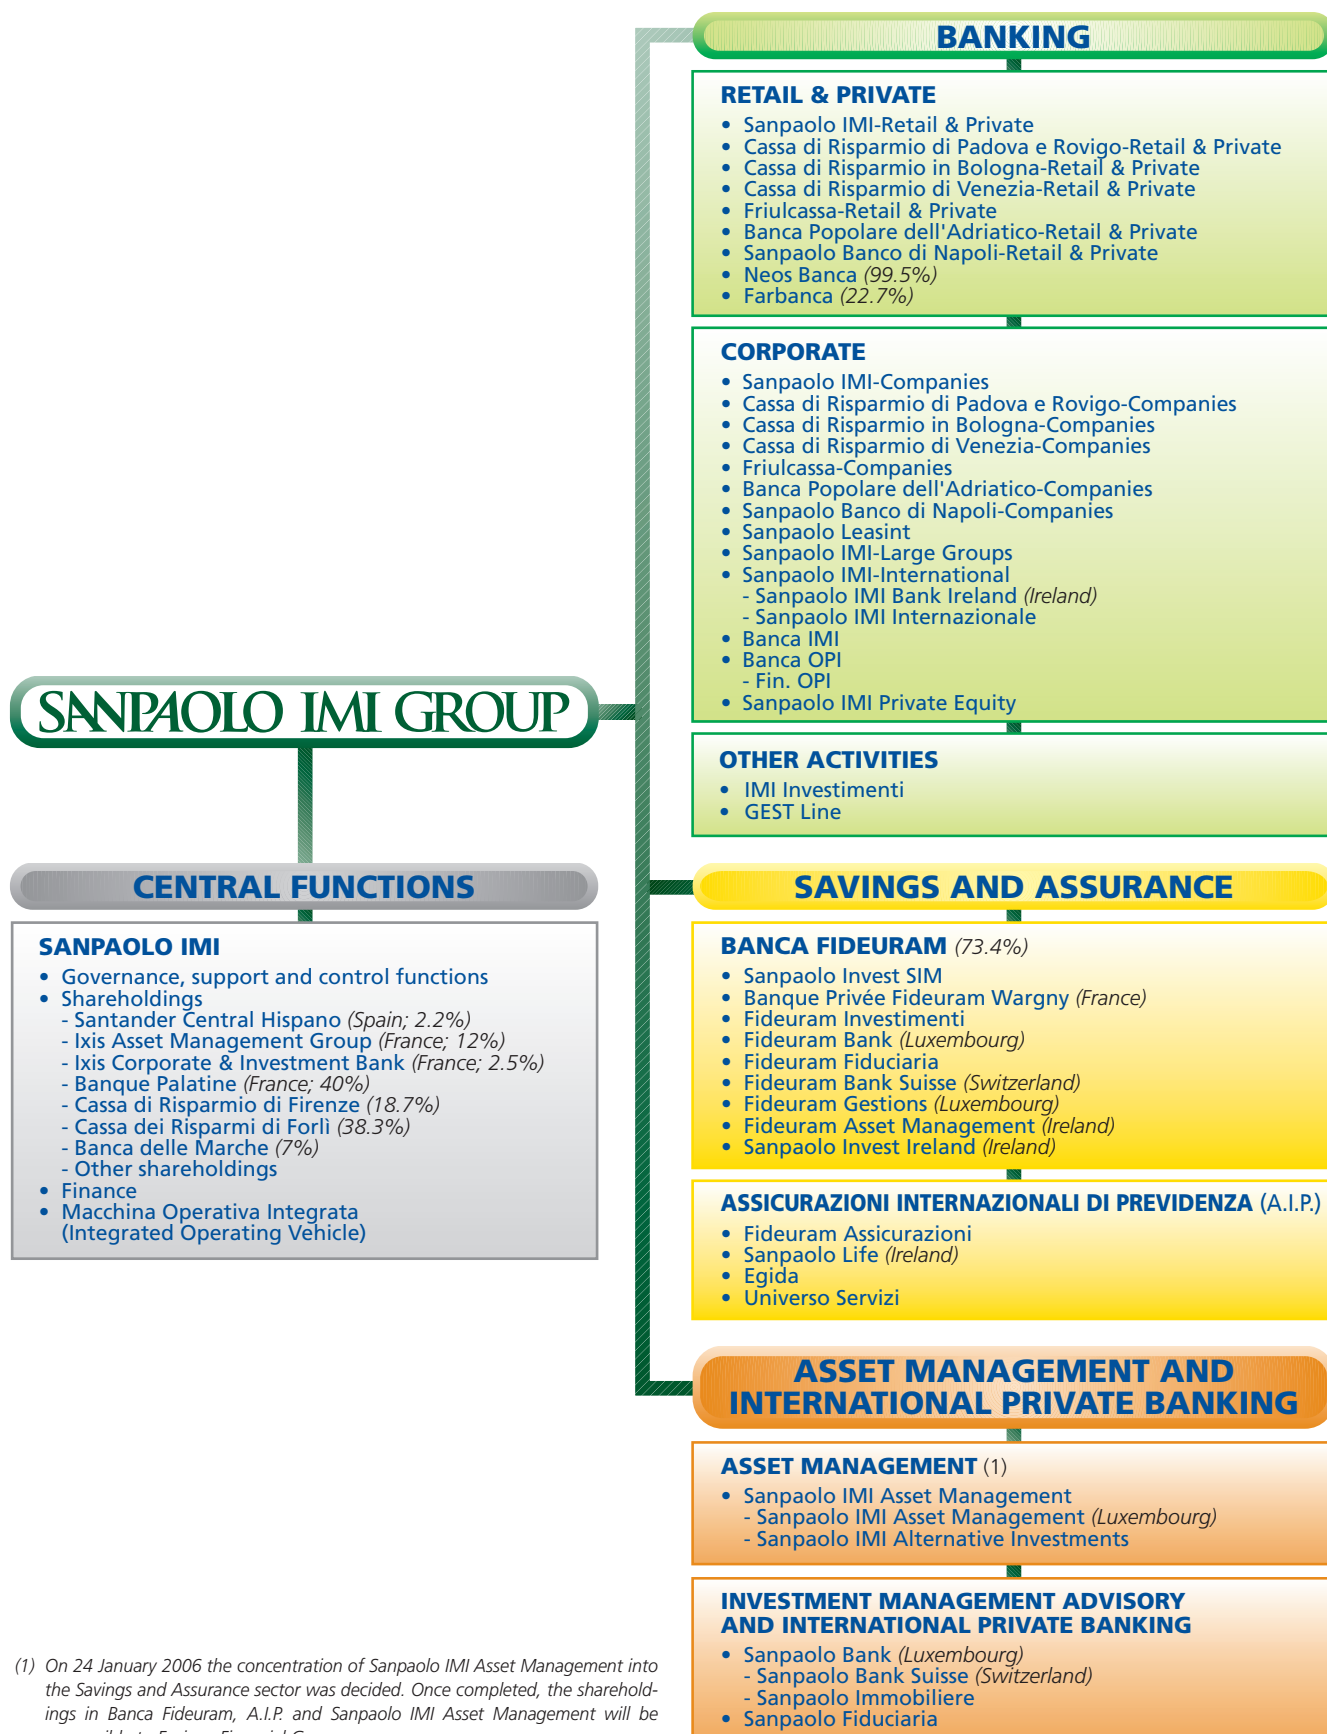 BANKING
RETAIL & PRIVATE
• Sanpaolo IMI-Retail & Private
• Cassa di Risparmio di Padova e Rovigo-Retail & Private
• Cassa di Risparmio in Bologna-Retail & Private
• Cassa di Risparmio di Venezia-Retail & Private
• Friulcassa-Retail & Private
• Banca Popolare dell'Adriatico-Retail & Private
• Sanpaolo Banco di Napoli-Retail & Private
• Neos Banca (99.5%)
• Farbanca (22.7%)
CORPORATE
• Sanpaolo IMI-Companies
• Cassa di Risparmio di Padova e Rovigo-Companies
• Cassa di Risparmio in Bologna-Companies
• Cassa di Risparmio di Venezia-Companies
• Friulcassa-Companies
• Banca Popolare dell'Adriatico-Companies
• Sanpaolo Banco di Napoli-Companies
• Sanpaolo Leasint
• Sanpaolo IMI-Large Groups
• Sanpaolo IMI-International
- Sanpaolo IMI Bank Ireland (Ireland)
- Sanpaolo IMI Internazionale
• Banca IMI
• Banca OPI
- Fin. OPI
• Sanpaolo IMI Private Equity
SANPAOLO IMI GROUP
OTHER ACTIVITIES
• IMI Investimenti
• GEST Line
CENTRAL FUNCTIONS
SANPAOLO IMI
• Governance, support and control functions
• Shareholdings
- Santander Central Hispano (Spain; 2.2%)
- Ixis Asset Management Group (France; 12%)
- Ixis Corporate & Investment Bank (France; 2.5%)
- Banque Palatine (France; 40%)
- Cassa di Risparmio di Firenze (18.7%)
- Cassa dei Risparmi di Forlì (38.3%)
- Banca delle Marche (7%)
- Other shareholdings
• Finance
• Macchina Operativa Integrata
(Integrated Operating Vehicle)
SAVINGS AND ASSURANCE
BANCA FIDEURAM (73.4%)
• Sanpaolo Invest SIM
• Banque Privée Fideuram Wargny (France)
• Fideuram Investimenti
• Fideuram Bank (Luxembourg)
• Fideuram Fiduciaria
• Fideuram Bank Suisse (Switzerland)
• Fideuram Gestions (Luxembourg)
• Fideuram Asset Management (Ireland)
• Sanpaolo Invest Ireland (Ireland)
ASSICURAZIONI INTERNAZIONALI DI PREVIDENZA (A.I.P.)
• Fideuram Assicurazioni
• Sanpaolo Life (Ireland)
• Egida
• Universo Servizi
ASSET MANAGEMENT AND
INTERNATIONAL PRIVATE BANKING
ASSET MANAGEMENT (1)
• Sanpaolo IMI Asset Management
- Sanpaolo IMI Asset Management (Luxembourg)
- Sanpaolo IMI Alternative Investments
INVESTMENT MANAGEMENT ADVISORY
AND INTERNATIONAL PRIVATE BANKING
• Sanpaolo Bank (Luxembourg)
- Sanpaolo Bank Suisse (Switzerland)
- Sanpaolo Immobiliere
• Sanpaolo Fiduciaria
(1) On 24 January 2006 the concentration of Sanpaolo IMI Asset Management into
the Savings and Assurance sector was decided. Once completed, the sharehold-
ings in Banca Fideuram, A.I.P. and Sanpaolo IMI Asset Management will be